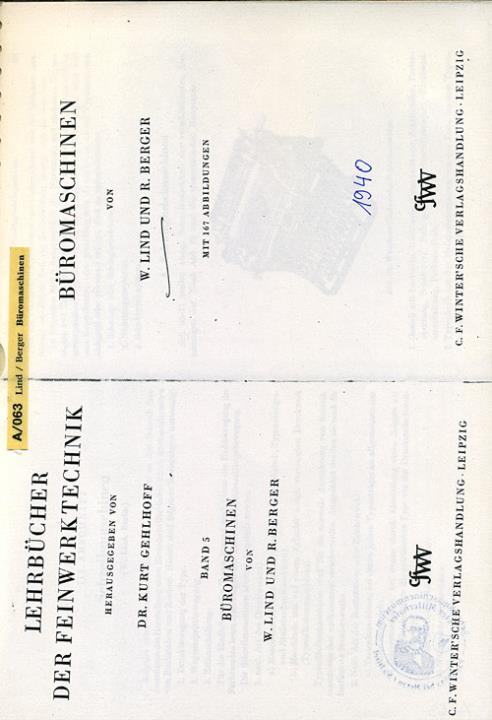 A/063 Lind / Berger Büromaschinen
LEHRBÜCHER
DER FEINWERKTECHNIK
HERAUSGEGEBEN VON
DR. KURT GEHLHOFF
BAND 5
BÜROMASCHINEN
VON
W. LIND UND R. BERGER
C. F. WINTER'SCHE VERLAGSHANDLUNG · LEIPZIG
BÜROMASCHINEN
VON
W. LIND UND R. BERGER
MIT 167 ABBILDUNGEN
1940
C. F. WINTER'SCHE VERLAGSHANDLUNG · LEIPZIG